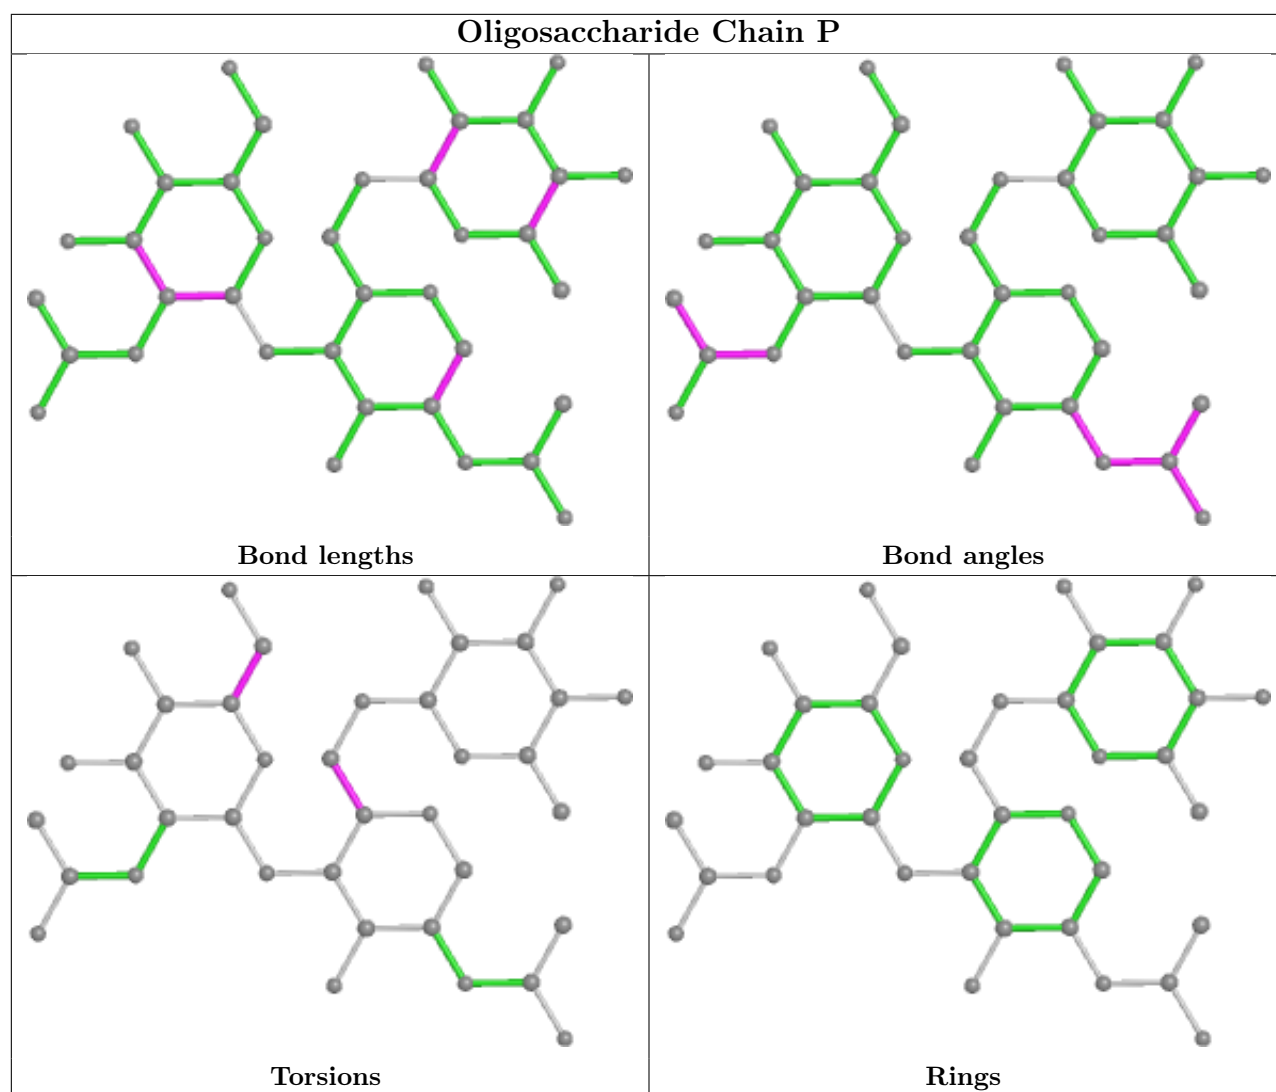 Oligosaccharide Chain P
Bond lengths
Bond angles
Torsions
Rings